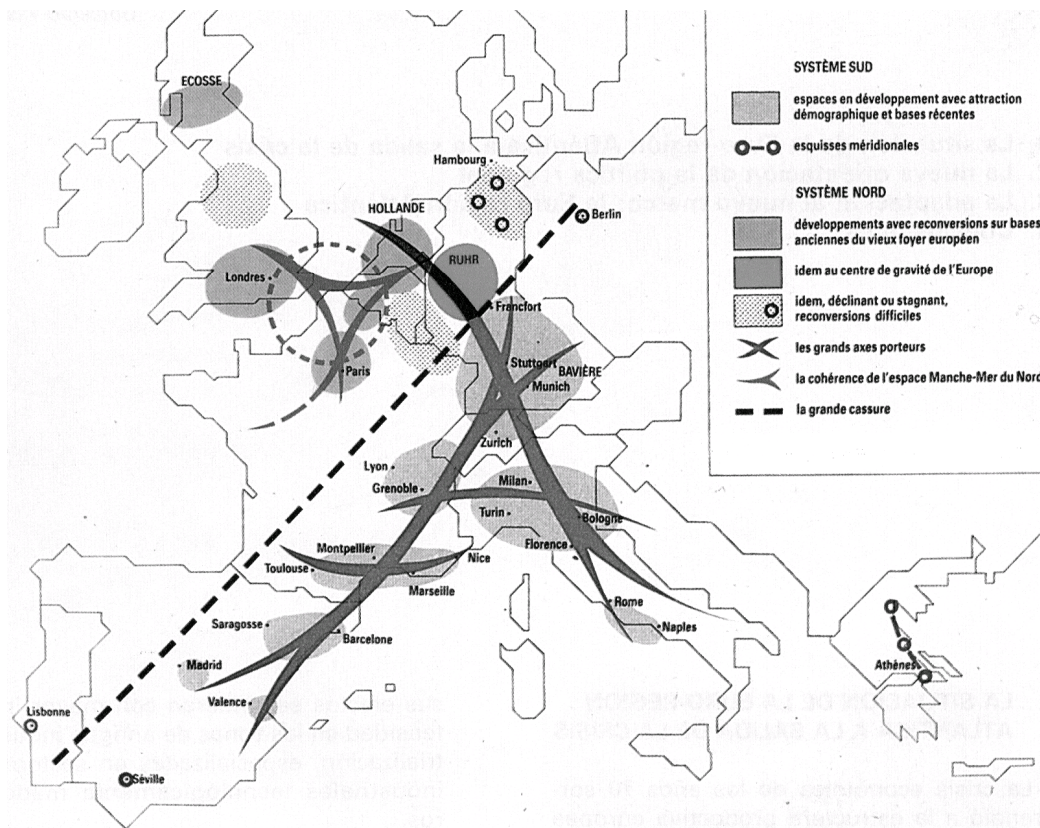 SYSTÈME SUD
espaces en développement avec attraction
démographique et bases récentes
esquisses méridionales
SYSTÈME NORD
développements avec reconversions sur bases
anciennes du vieux foyer européen
idem au centre de gravité de l'Europe
idem, déclinant ou stagnant,
reconversions difficiles
les grands axes porteurs
la cohérence de l'espace Manche-Mer du Nord
la grande cassure
ECOSSE
Hambourg
HOLLANDE
Berlin
RUHR
Londres
Francfort
Paris
Stuttgart
BAVIÈRE
Munich
Zurich
Lyon
Grenoble
Milan
Turin
Bologne
Florence
Montpellier
Nice
Toulouse
Marseille
Rome
Naples
Saragosse
Barcelone
Madrid
Valence
Athènes
Lisbonne
Séville